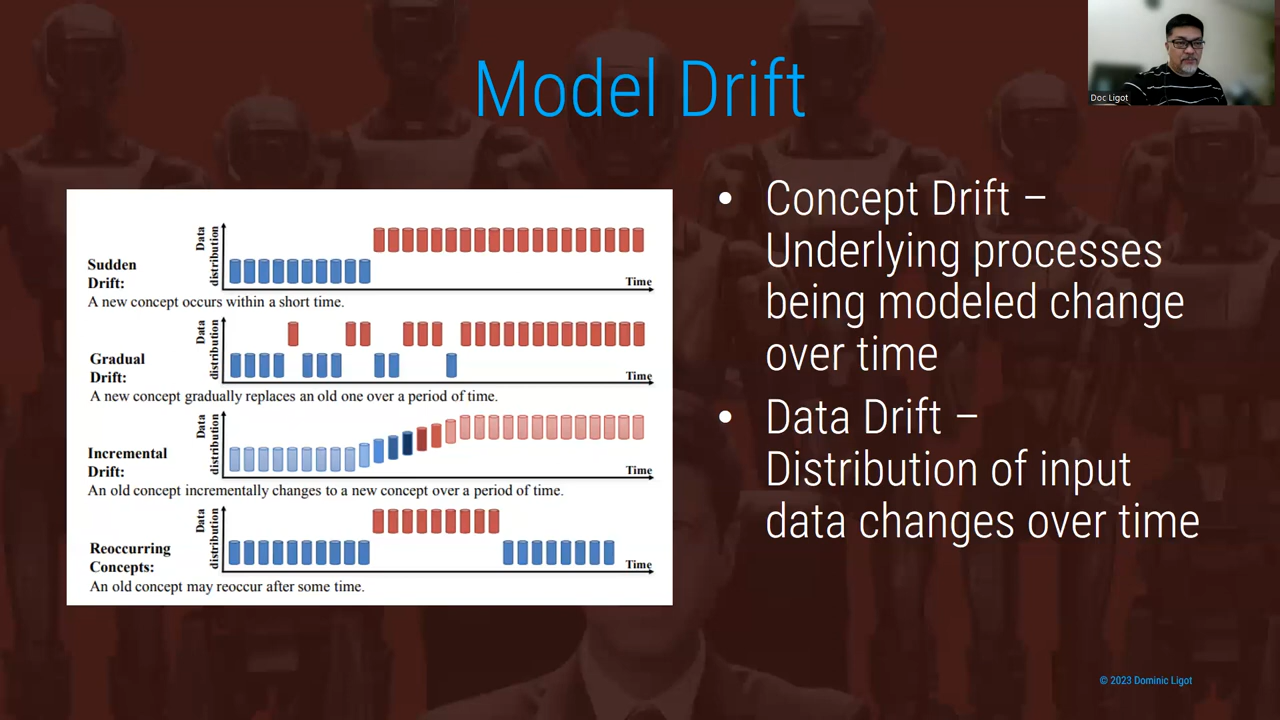 Model Drift
Doc Ligot
Data
distribution
Sudden
Drift:
Time
A new concept occurs within a short time.
Data
distribution
Gradual
Drift:
Time
A new concept gradually replaces an old one over a period of time.
Data
distribution
Incremental
Drift:
Time
An old concept incrementally changes to a new concept over a period of time.
Data
distribution
Reoccurring
Concepts:
Time
An old concept may reoccur after some time.
• Concept Drift –
Underlying processes
being modeled change
over time
• Data Drift –
Distribution of input
data changes over time
© 2023 Dominic Ligot